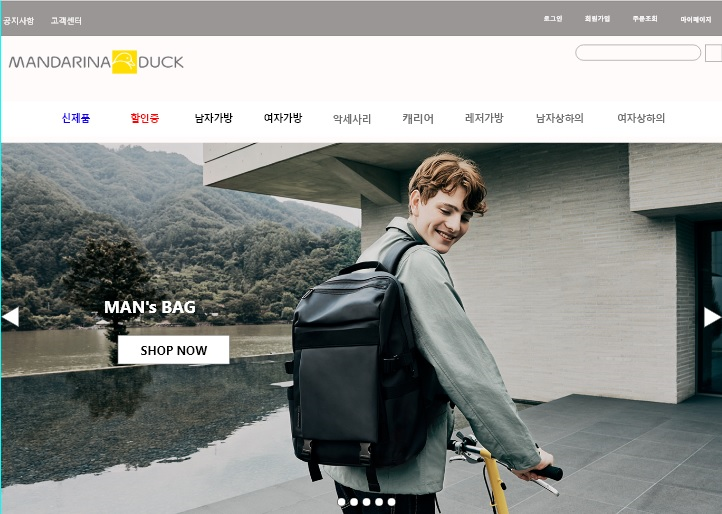 공지사항 고객센터 로그인 회원가입 주문조회 마이페이지
MANDARINA DUCK
신제품 할인중 남자가방 여자가방 악세사리 캐리어 레저가방 남자상하의 여자상하의
MAN's BAG
SHOP NOW